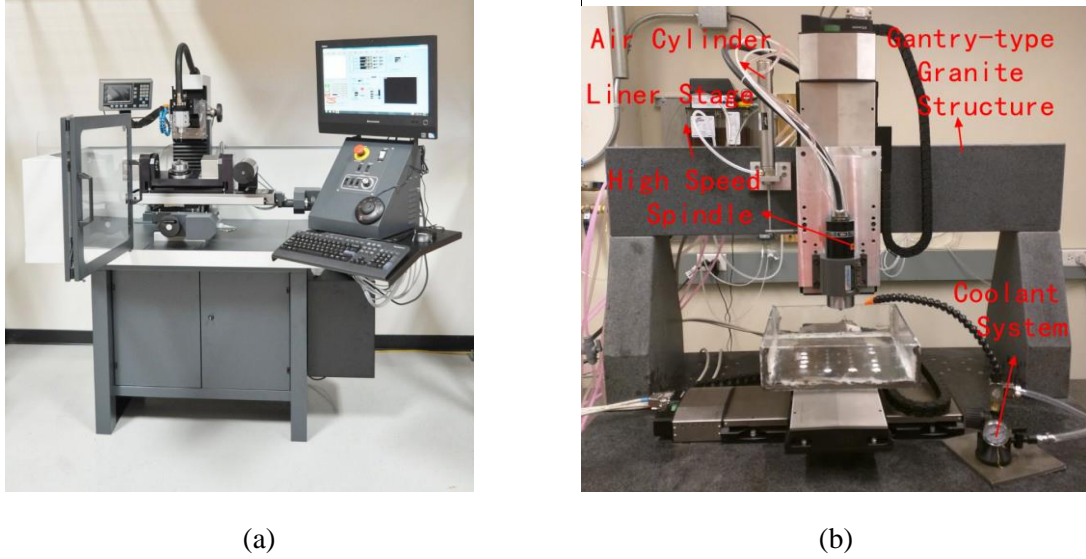 Air Cylinder
Liner Stage
High Speed
Spindle
Gantry-type
Granite
Structure
Coolant
System
(a)
(b)